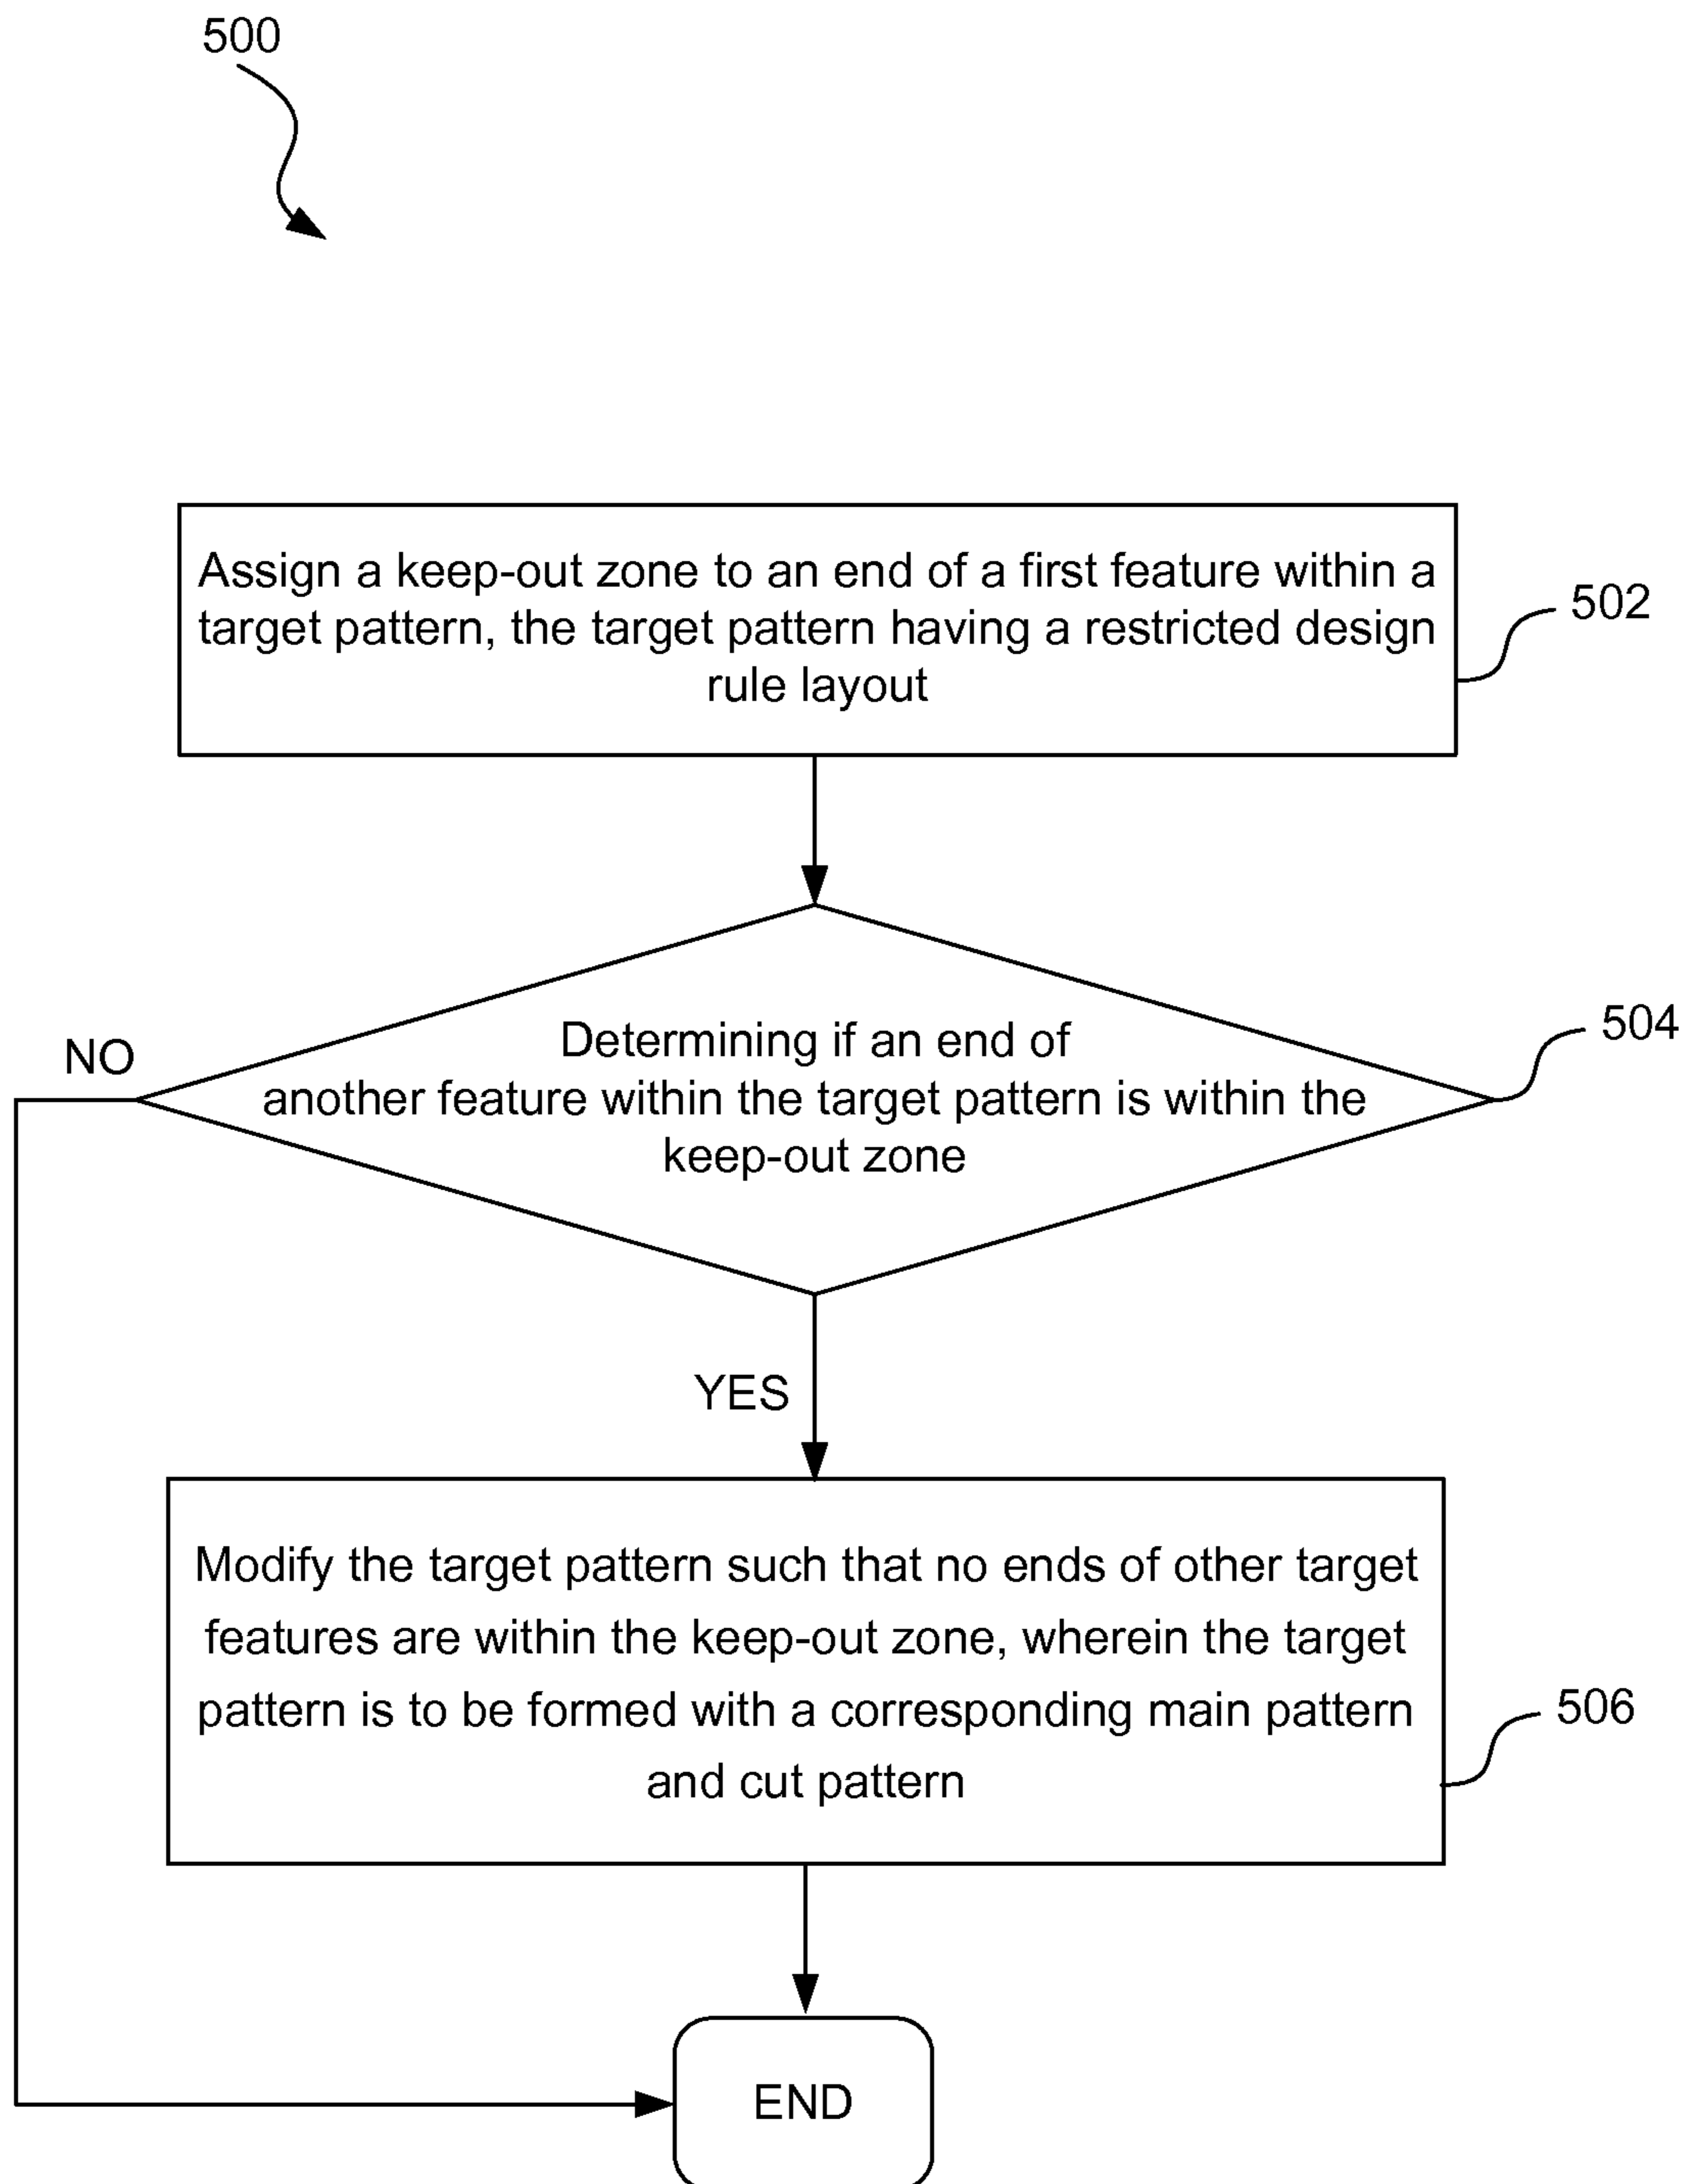 500
Assign a keep-out zone to an end of a first feature within a
target pattern, the target pattern having a restricted design
rule layout
502
Determining if an end of
another feature within the target pattern is within the
keep-out zone
504
NO
YES
Modify the target pattern such that no ends of other target
features are within the keep-out zone, wherein the target
pattern is to be formed with a corresponding main pattern
and cut pattern
506
END